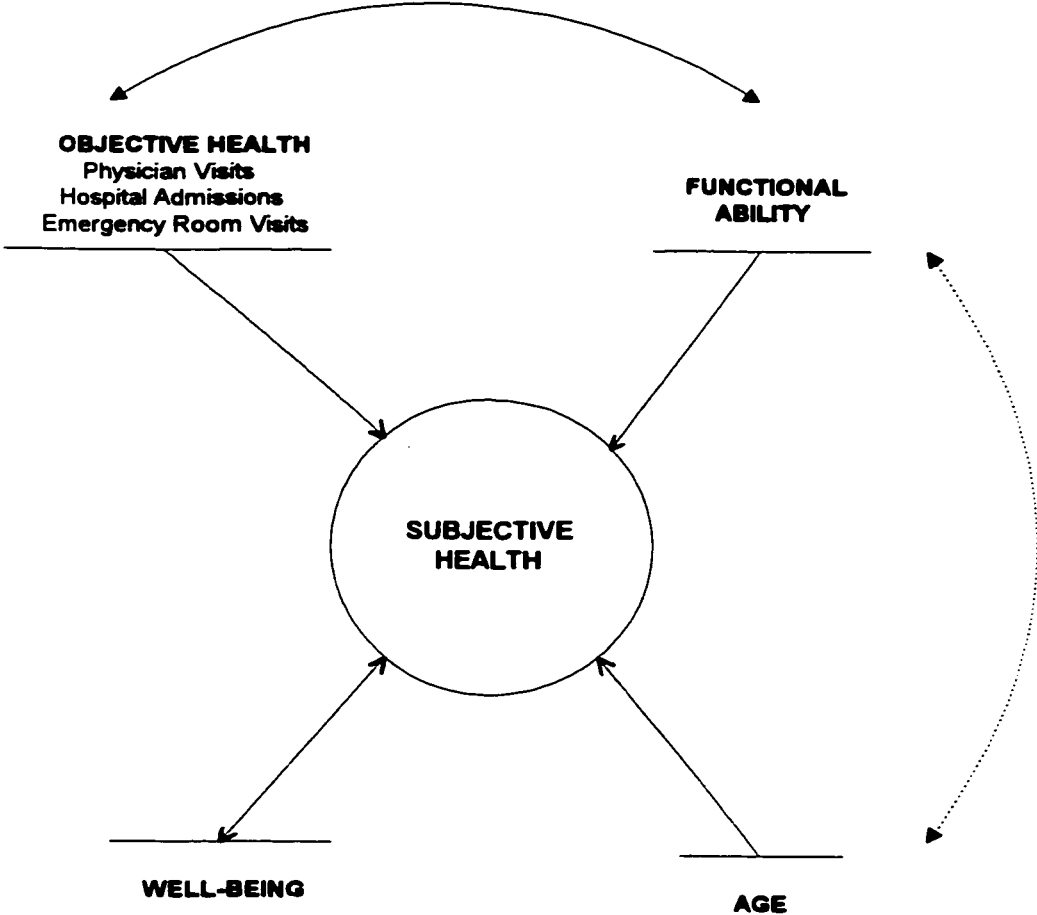 OBJECTIVE HEALTH
Physician Visits
Hospital Admissions
Emergency Room Visits
FUNCTIONAL
ABILITY
SUBJECTIVE
HEALTH
WELL-BEING
AGE